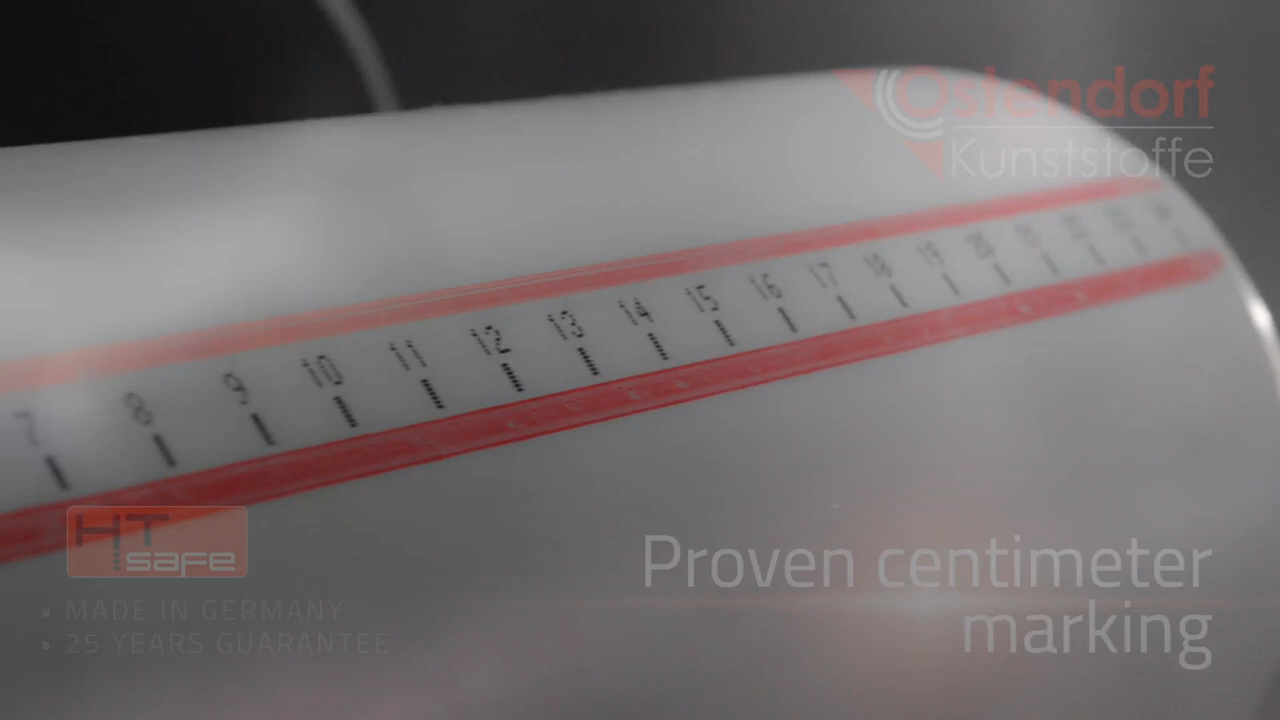 Ostendorf
Kunststoffe
7 8 9 10 11 12 13 14 15 16 17 18 19 20
HT
safe
• MADE IN GERMANY
• 25 YEARS GUARANTEE
Proven centimeter
marking